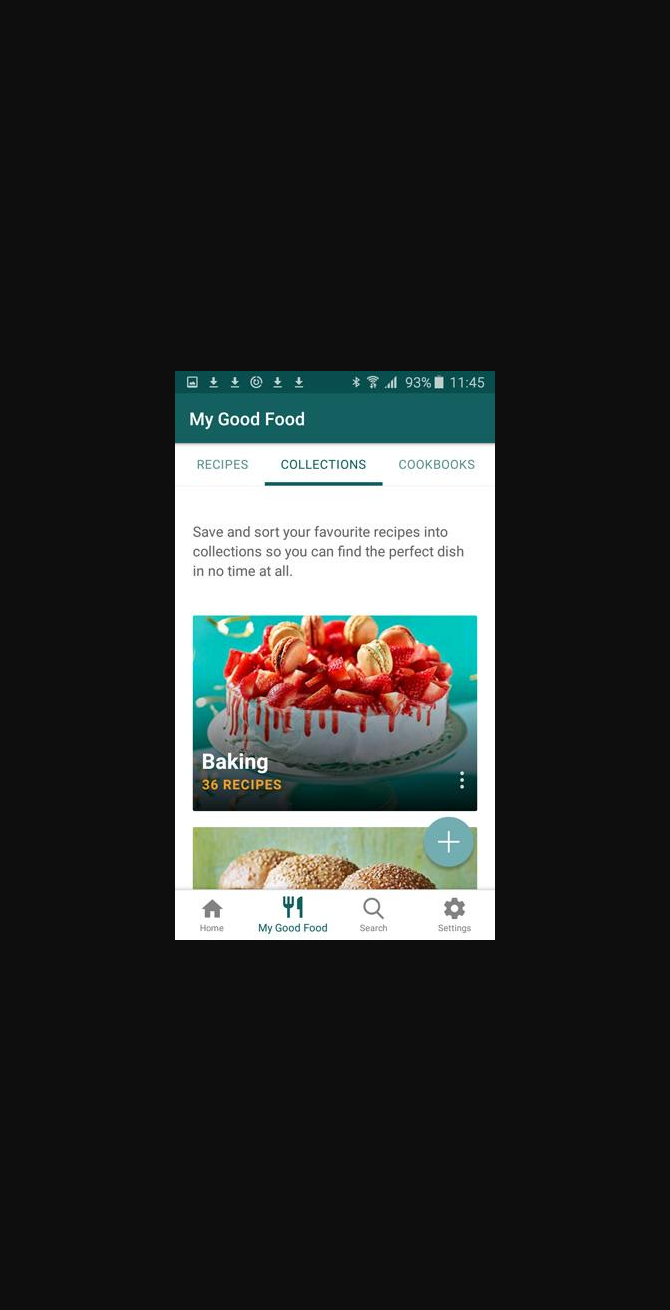 93% 11:45
My Good Food
RECIPES COLLECTIONS COOKBOOKS
Save and sort your favourite recipes into
collections so you can find the perfect dish
in no time at all.
Baking
36 RECIPES
Home My Good Food Search Settings